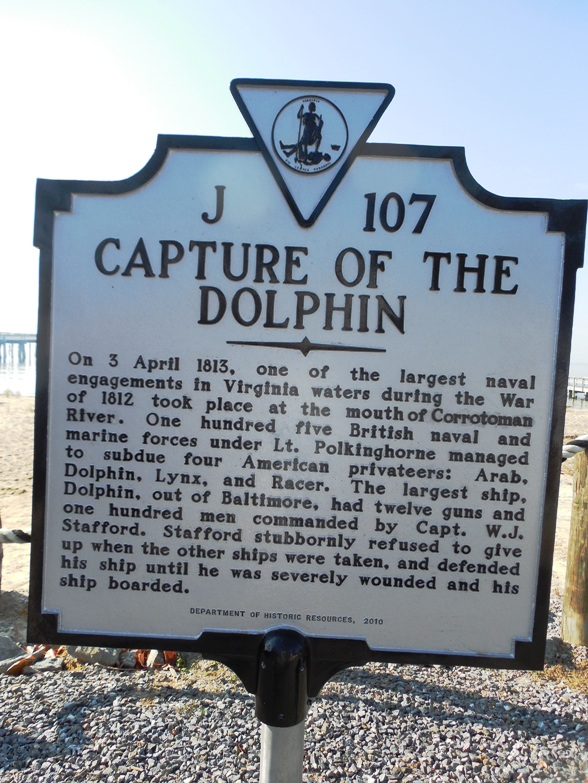 J 107
CAPTURE OF THE
DOLPHIN
On 3 April 1813, one of the largest naval
engagements in Virginia waters during the War
of 1812 took place at the mouth of Corrotoman
River. One hundred five British naval and
marine forces under Lt. Polkinghorne managed
to subdue four American privateers: Arab,
Dolphin, Lynx, and Racer. The largest ship,
Dolphin, out of Baltimore, had twelve guns and
one hundred men commanded by Capt. W.J.
Stafford. Stafford stubbornly refused to give
up when the other ships were taken, and defended
his ship until he was severely wounded and his
ship boarded.
DEPARTMENT OF HISTORIC RESOURCES, 2010